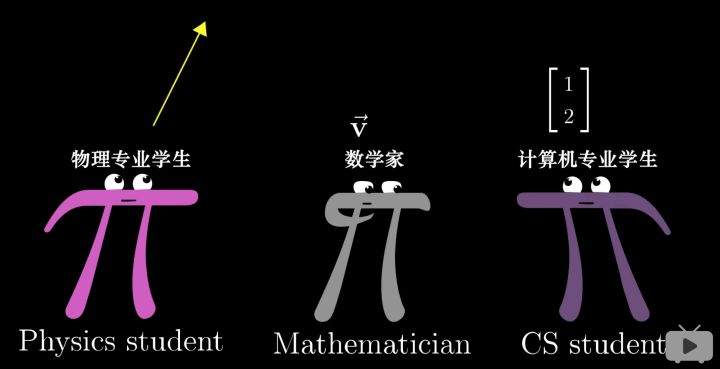 v⃗
[1
2]
物理专业学生
数学家
计算机专业学生
Physics student
Mathematician
CS student